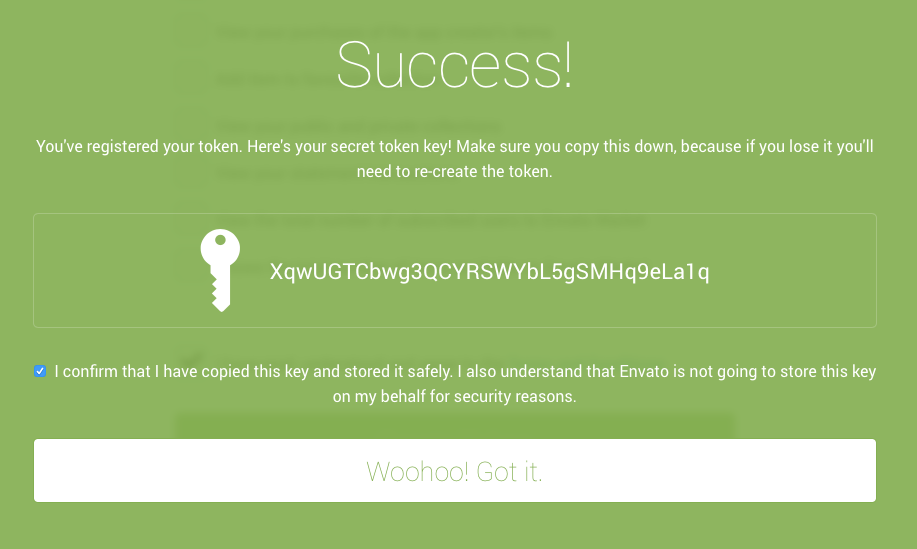 Success!
You've registered your token. Here's your secret token key! Make sure you copy this down, because if you lose it you'll
need to re-create the token.
XqwUGTCbwg3QCYRSWYbL5gSMHq9eLa1q
I confirm that I have copied this key and stored it safely. I also understand that Envato is not going to store this key
on my behalf for security reasons.
Woohoo! Got it.